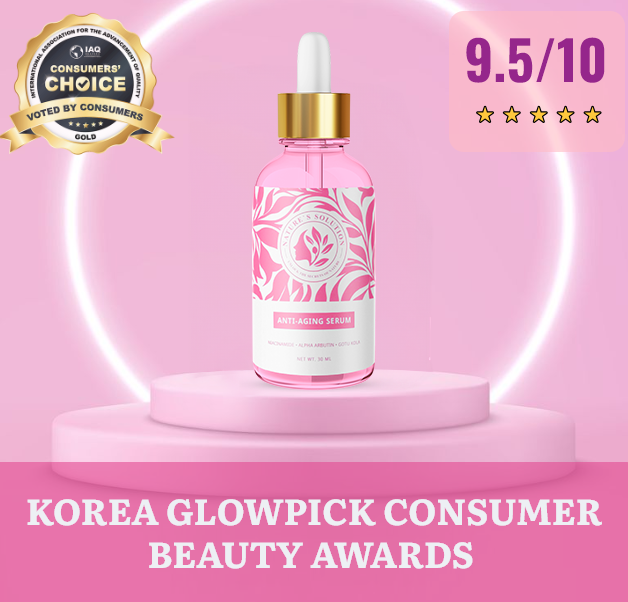 INTERNATIONAL ASSOCIATION FOR THE ADVANCEMENT OF QUALITY
IAQ
CONSUMERS'
CHOICE
VOTED BY CONSUMERS
GOLD
9.5/10
NATURE'S SOLUTION
ANTI-AGING SERUM
NIACINAMIDE • ALPHA ARBUTIN • GOTU KOLA
NET WT. 30 ML
KOREA GLOWPICK CONSUMER
BEAUTY AWARDS